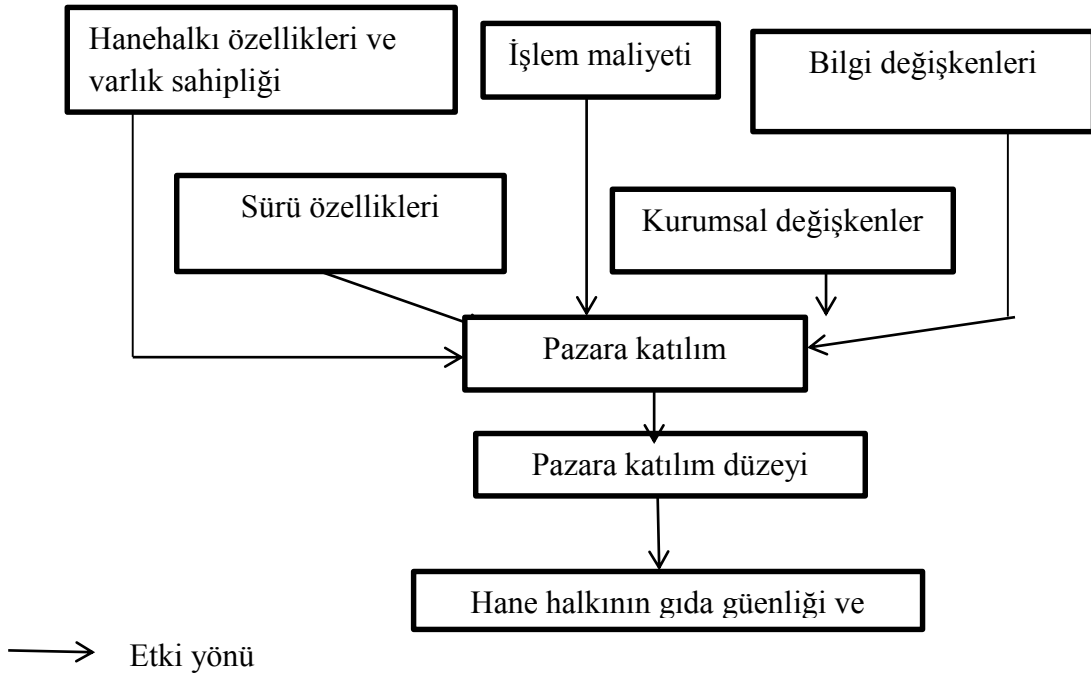 Hanehalkı özellikleri ve
varlık sahipliği
İşlem maliyeti
Bilgi değişkenleri
Sürü özellikleri
Kurumsal değişkenler
Pazara katılım
Pazara katılım düzeyi
Hane halkının gıda güenliği ve
Etki yönü